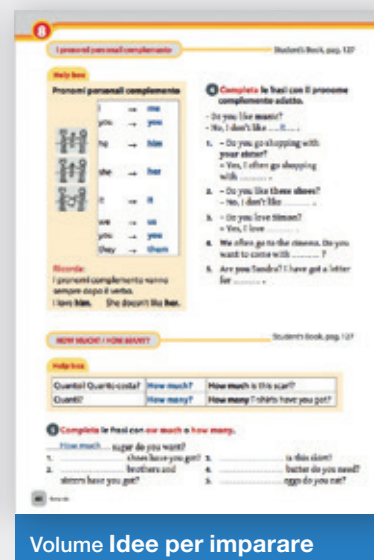 8
I pronomi personali complemento
Student's Book, pag. 127
Help box
Pronomi personali complemento
I → me
you → you
he → him
she → her
it → it
we → us
you → you
they → them
Ricorda:
I pronomi complemento vanno
sempre dopo il verbo.
I love him. She doesn't like her.
Completa le frasi con il pronome
complemento adatto.
- Do you like music?
- No, I don't like ....it.... .
1. - Do you go shopping with
your sister?
- Yes, I often go shopping
with .......... .
2. - Do you like these shoes?
- No, I don't like .......... .
3. - Do you love Simon?
- Yes, I love .......... .
4. We often go to the cinema. Do you
want to come with .......... ?
5. Are you Sandra? I have got a letter
for .......... .
HOW MUCH? / HOW MANY?
Student's Book, pag. 127
Help box
Quanto? Quanto costa? How much? How much is this scarf?
Quanti? How many? How many T-shirts have you got?
Completa le frasi con how much o how many.
How much sugar do you want?
1. .......... shoes have you got?
2. .......... brothers and
sisters have you got?
3. .......... is this skirt?
4. .......... butter do you need?
5. .......... eggs do you eat?
Volume Idee per imparare